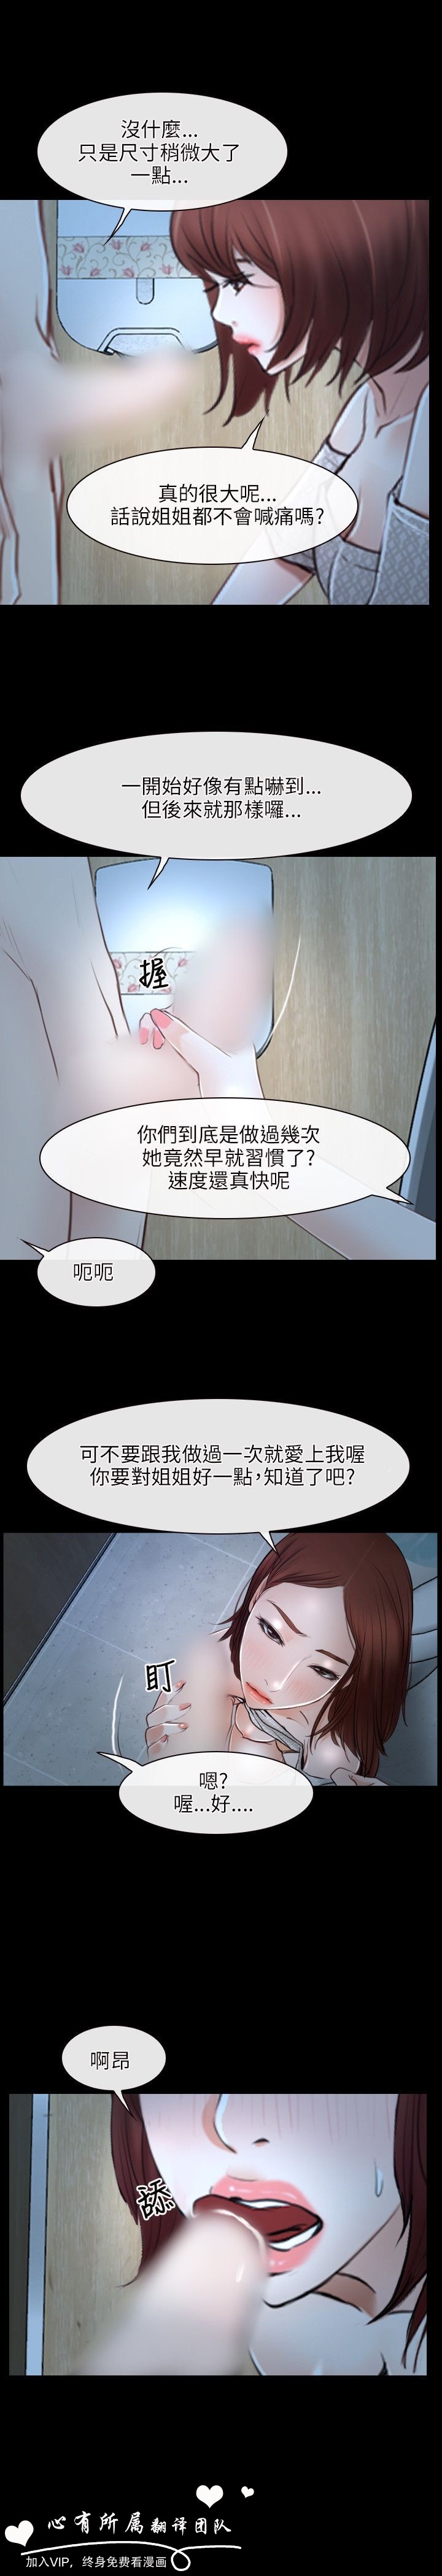 沒什麼...
只是尺寸稍微大了
一點...
真的很大呢...
話說姐姐都不會喊痛嗎?
一開始好像有點嚇到...
但後來就那樣囉...
握
你們到底是做過幾次
她竟然早就習慣了?
速度還真快呢
呃呃
可不要跟我做過一次就愛上我喔
你要對姐姐好一點,知道了吧?
盯
嗯?
喔...好....
啊昂
舔
心有所属翻译团队
加入VIP，终身免费看漫画